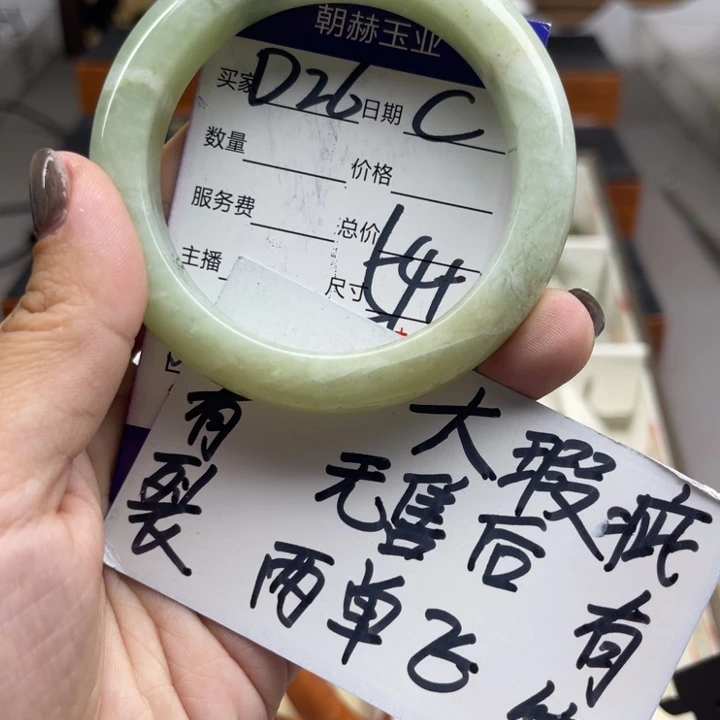 朝赫玉业
买家 D26 日期 C
数量 价格
服务费 总价
主播 尺寸
有裂
大瑕疵
无售后 有
两单飞